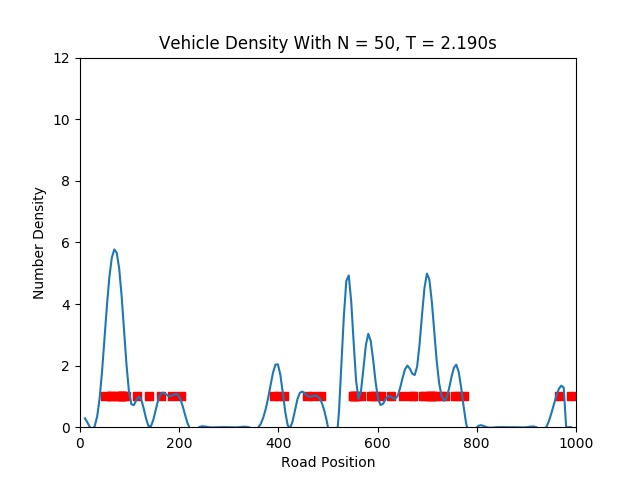 Vehicle Density With N = 50, T = 2.190s
12
10
8
6
4
2
0
Number Density
0 200 400 600 800 1000
Road Position